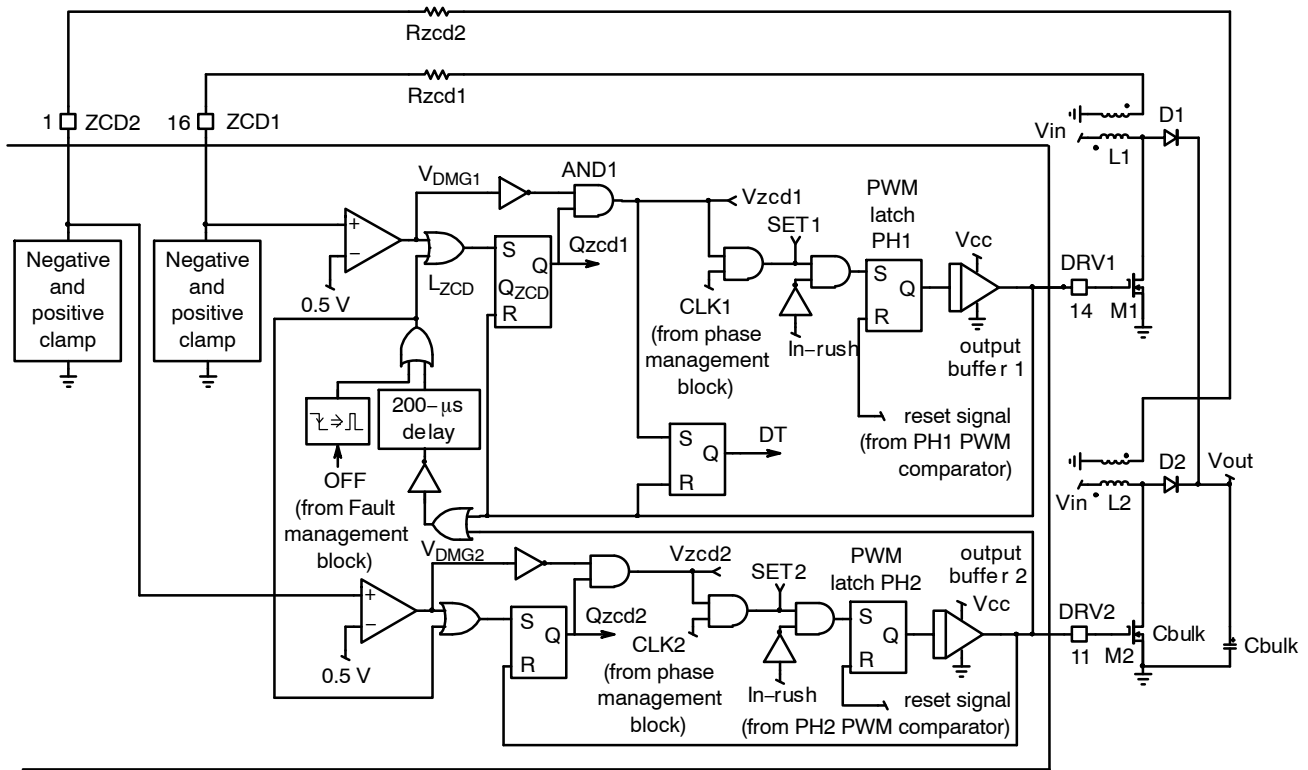 Rzcd2
Rzcd1
1 ZCD2
16 ZCD1
D1
Vin
L1
VDMG1
AND1
Vzcd1
PWM
latch
PH1
SET1
Vcc
Negative
and
positive
clamp
Negative
and
positive
clamp
+
−
0.5 V
LZCD
S
Q
QZCD
R
Qzcd1
CLK1
(from phase
management
block)
In−rush
S
Q
R
DRV1
14
M1
output
buffer 1
200−μs
delay
OFF
(from Fault
management
block)
S
Q
R
DT
reset signal
(from PH1 PWM
comparator)
D2
Vout
Vin
L2
VDMG2
Vzcd2
PWM
latch PH2
output
buffer 2
SET2
Vcc
+
−
0.5 V
S
Q
R
Qzcd2
CLK2
(from phase
management
block)
In−rush
S
Q
R
DRV2
11
M2
Cbulk
Cbulk
reset signal
(from PH2 PWM comparator)